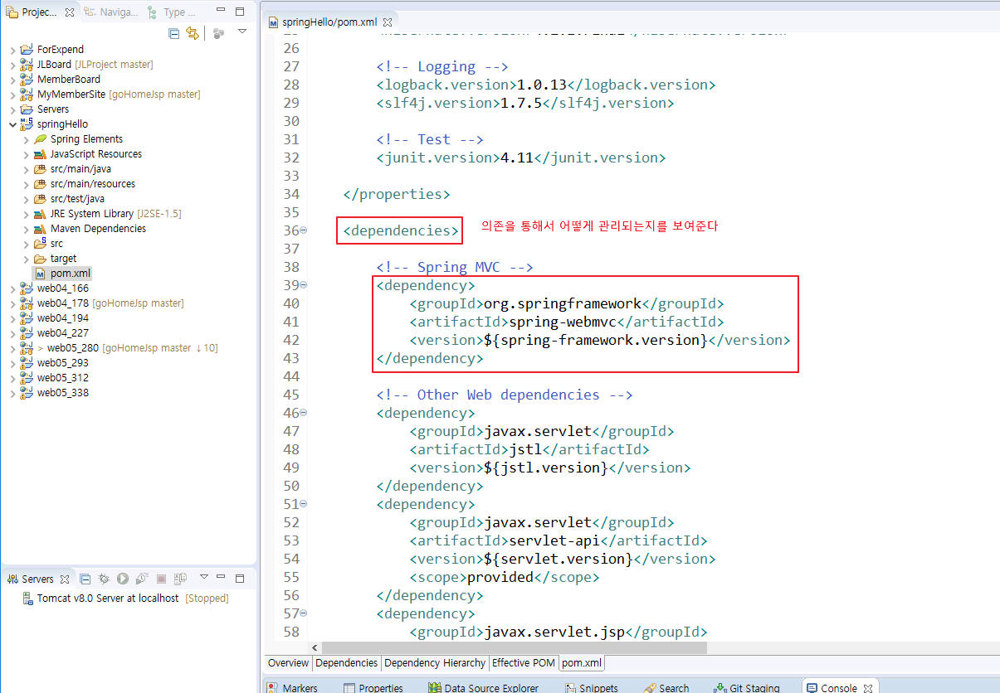 Projec...
Naviga...
Type ...
ForExpend
JLBoard [JLProject master]
MemberBoard
MyMemberSite [goHomeJsp master]
Servers
springHello
Spring Elements
JavaScript Resources
src/main/java
src/main/resources
src/test/java
JRE System Library [J2SE-1.5]
Maven Dependencies
src
target
pom.xml
web04_166
web04_178 [goHomeJsp master]
web04_194
web04_227
> web05_280 [goHomeJsp master ↓10]
web05_293
web05_312
web05_338
Servers
Tomcat v8.0 Server at localhost [Stopped]
springHello/pom.xml
26
27 <!-- Logging -->
28 <logback.version>1.0.13</logback.version>
29 <slf4j.version>1.7.5</slf4j.version>
30
31 <!-- Test -->
32 <junit.version>4.11</junit.version>
33
34 </properties>
35
36 <dependencies> 의존을 통해서 어떻게 관리되는지를 보여준다
37
38 <!-- Spring MVC -->
39 <dependency>
40 <groupId>org.springframework</groupId>
41 <artifactId>spring-webmvc</artifactId>
42 <version>${spring-framework.version}</version>
43 </dependency>
44
45 <!-- Other Web dependencies -->
46 <dependency>
47 <groupId>javax.servlet</groupId>
48 <artifactId>jstl</artifactId>
49 <version>${jstl.version}</version>
50 </dependency>
51 <dependency>
52 <groupId>javax.servlet</groupId>
53 <artifactId>servlet-api</artifactId>
54 <version>${servlet.version}</version>
55 <scope>provided</scope>
56 </dependency>
57 <dependency>
58 <groupId>javax.servlet.jsp</groupId>
Overview Dependencies Dependency Hierarchy Effective POM pom.xml
Markers Properties Data Source Explorer Snippets Search Git Staging Console